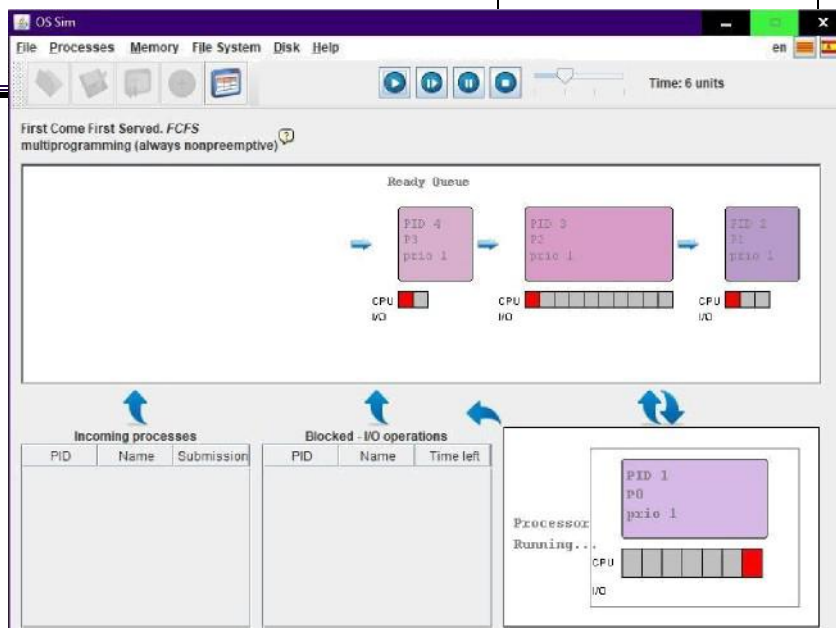 OS Sim
File Processes Memory File System Disk Help en
Time: 6 units
First Come First Served. FCFS
multiprogramming (always nonpreemptive)
Ready Queue
PID 4 PID 3 PID 2
P3 P2 P1
prio 1 prio 1 prio 1
CPU CPU CPU
I/O I/O I/O
Incoming processes Blocked - I/O operations
PID Name Submission PID Name Time left
PID 1
P0
prio 1
Processor
Running...
CPU
I/O